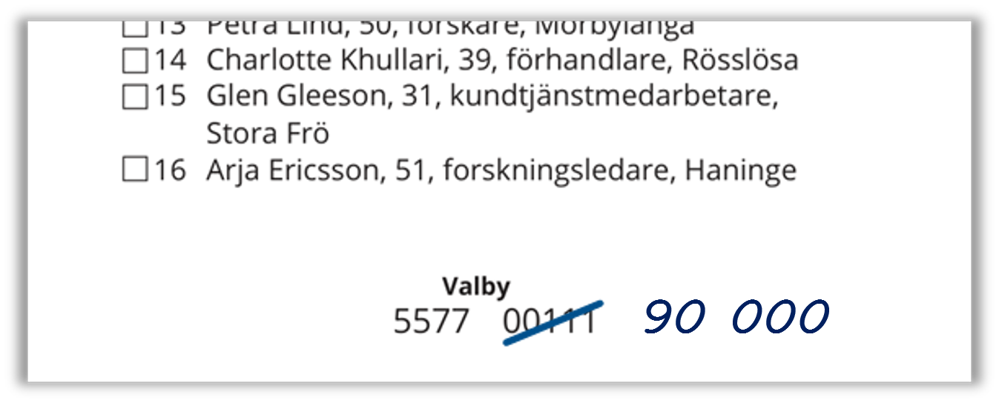 13 Petra Lind, 50, forskare, Mörbylånga
14 Charlotte Khullari, 39, förhandlare, Rösslösa
15 Glen Gleeson, 31, kundtjänstmedarbetare,
Stora Frö
16 Arja Ericsson, 51, forskningsledare, Haninge
Valby
5577 00111 90 000